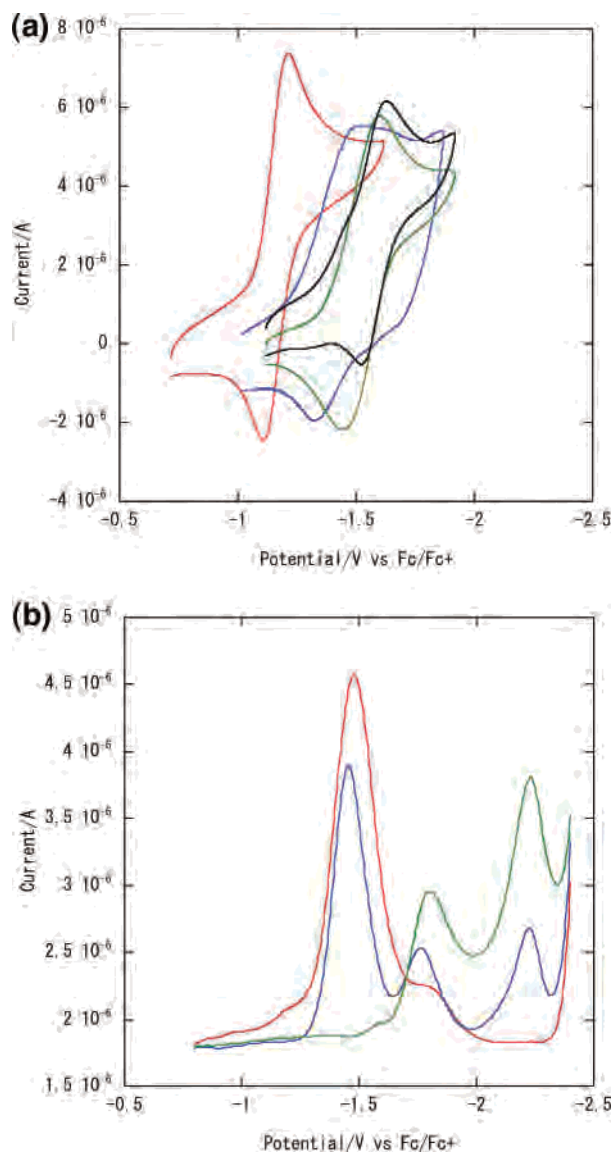 (a)
8 10⁻⁶
6 10⁻⁶
4 10⁻⁶
2 10⁻⁶
0
-2 10⁻⁶
-4 10⁻⁶
Current/A
-0.5 -1 -1.5 -2 -2.5
Potential/V vs Fc/Fc+
(b)
5 10⁻⁶
4.5 10⁻⁶
4 10⁻⁶
3.5 10⁻⁶
3 10⁻⁶
2.5 10⁻⁶
2 10⁻⁶
1.5 10⁻⁶
Current/A
-0.5 -1 -1.5 -2 -2.5
Potential/V vs Fc/Fc+